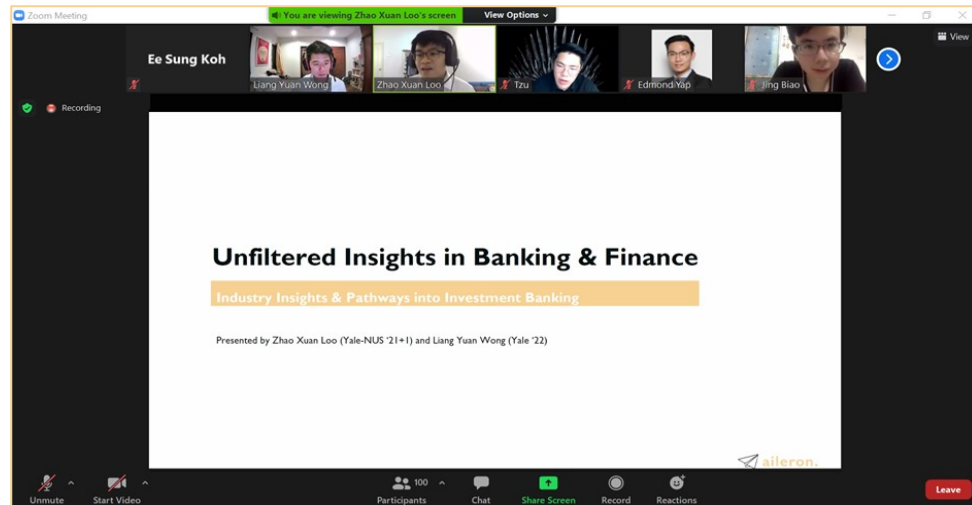 Zoom Meeting
You are viewing Zhao Xuan Loo's screen
View Options
View
Ee Sung Koh
Liang Yuan Wong
Zhao Xuan Loo
Tzu
Edmond Yap
Jing Biao
Recording
Unfiltered Insights in Banking & Finance
Industry Insights & Pathways into Investment Banking
Presented by Zhao Xuan Loo (Yale-NUS '21+1) and Liang Yuan Wong (Yale '22)
aileron.
Unmute
Start Video
100
Participants
Chat
Share Screen
Record
Reactions
Leave